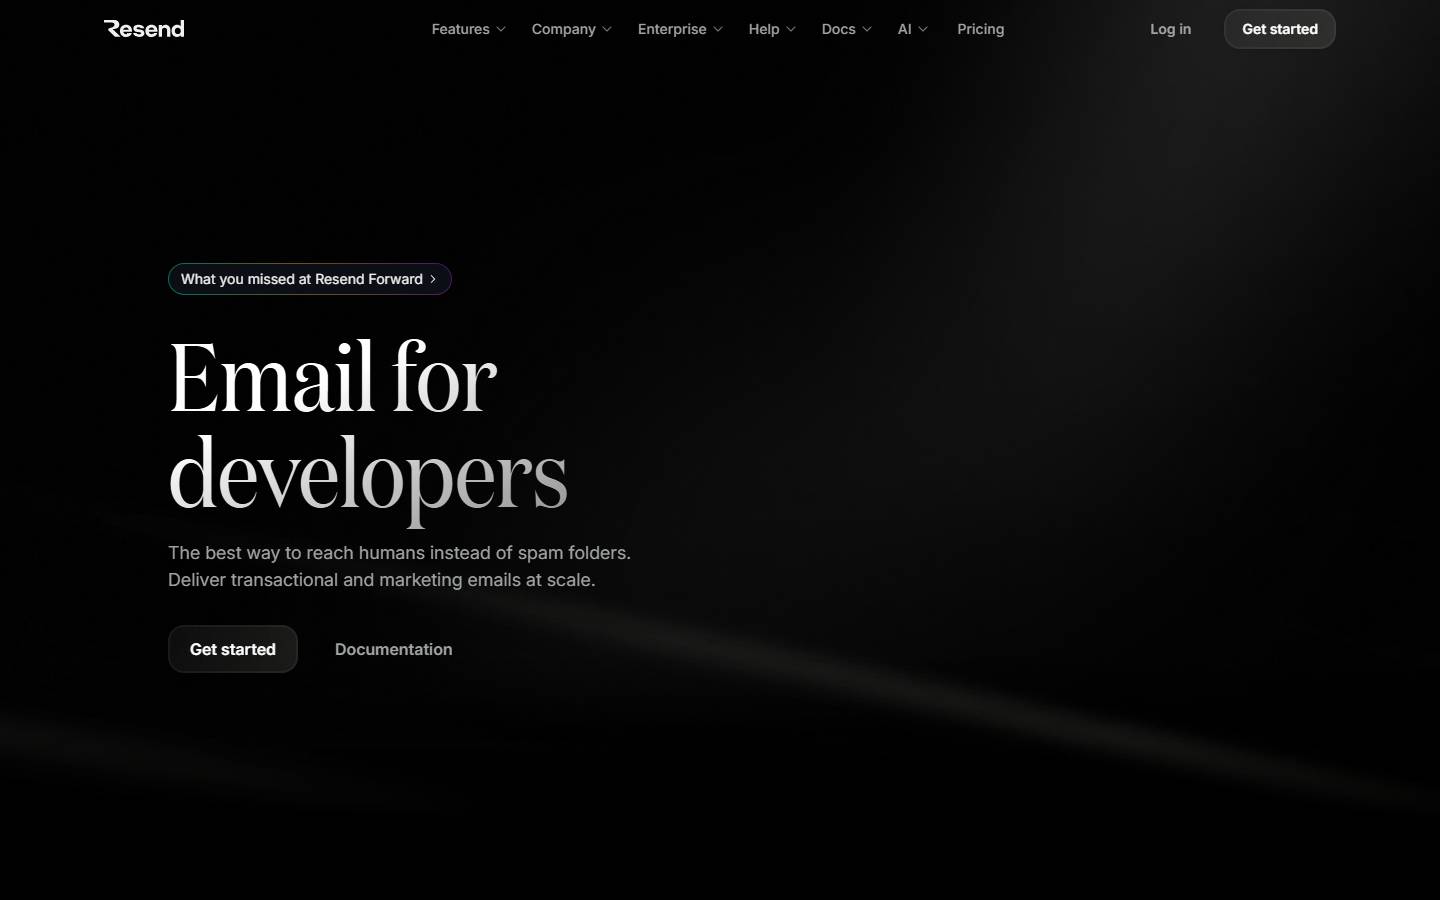 Resend
Features
Company
Enterprise
Help
Docs
AI
Pricing
Log in
Get started
What you missed at Resend Forward
Email for
developers
The best way to reach humans instead of spam folders.
Deliver transactional and marketing emails at scale.
Get started
Documentation